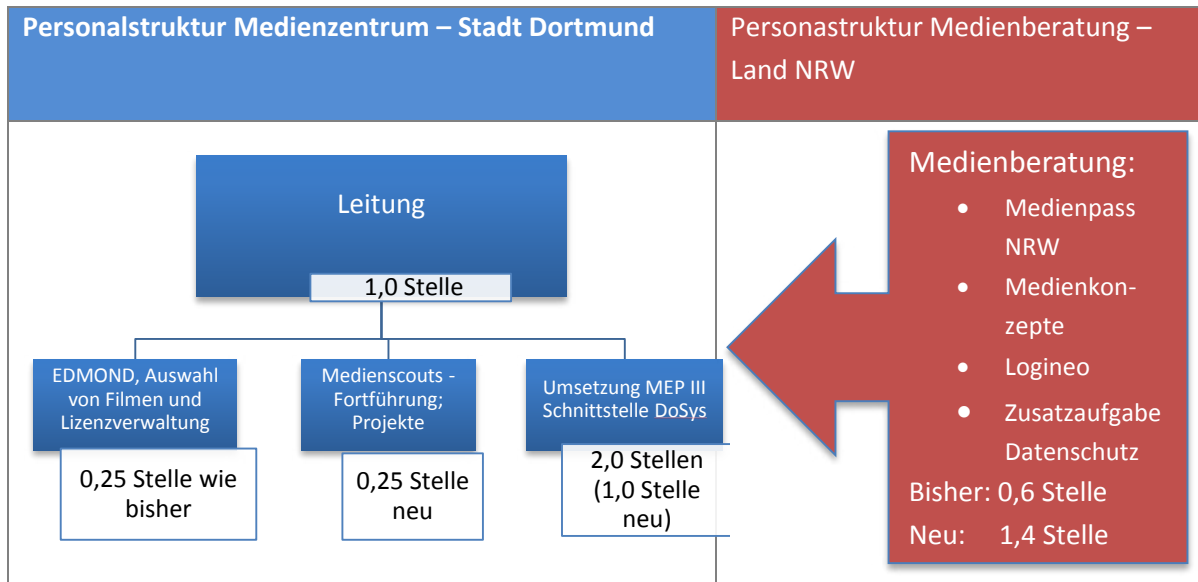 Personalstruktur Medienzentrum – Stadt Dortmund
Personastruktur Medienberatung –
Land NRW
Leitung
1,0 Stelle
EDMOND, Auswahl
von Filmen und
Lizenzverwaltung
0,25 Stelle wie
bisher
Medienscouts -
Fortführung;
Projekte
0,25 Stelle
neu
Umsetzung MEP III
Schnittstelle DoSys
2,0 Stellen
(1,0 Stelle
neu)
Medienberatung:
• Medienpass
NRW
• Medienkon-
zepte
• Logineo
• Zusatzaufgabe
Datenschutz
Bisher: 0,6 Stelle
Neu: 1,4 Stelle